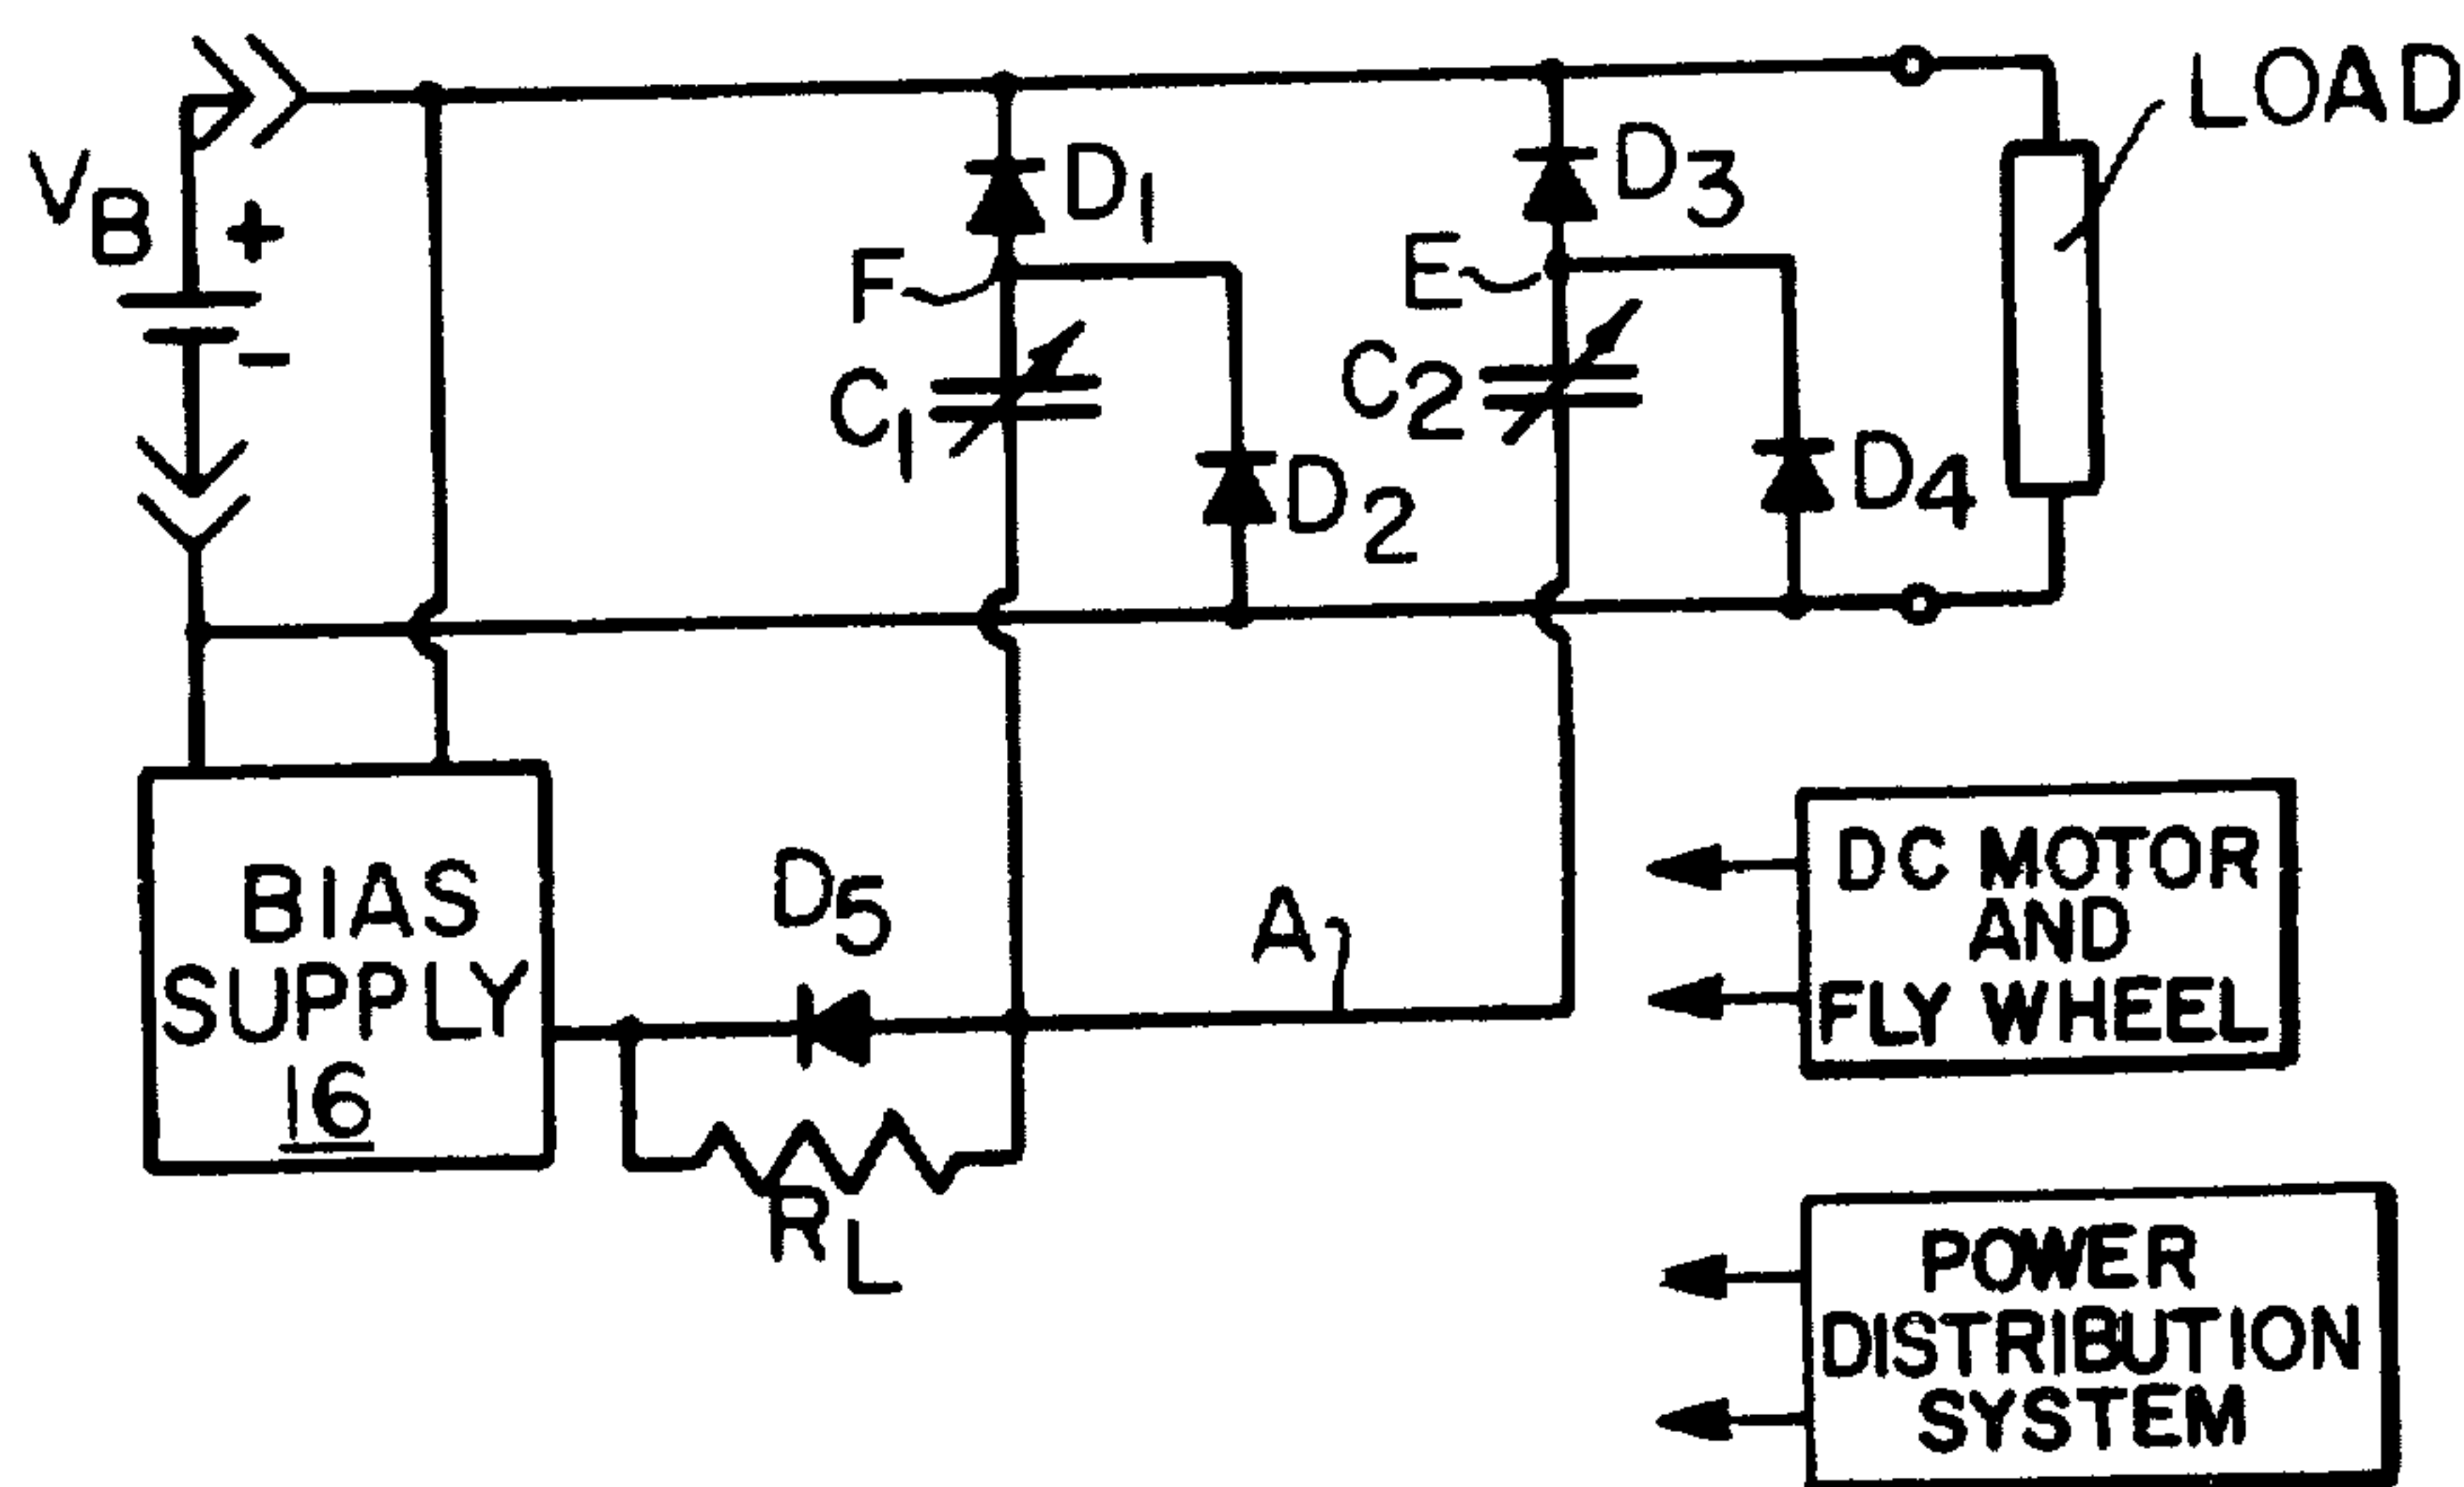 LOAD
VB
+
-
D1
D3
F
E
C1
C2
D2
D4
BIAS
SUPPLY
16
D5
A
RL
DC MOTOR
AND
FLY WHEEL
POWER
DISTRIBUTION
SYSTEM